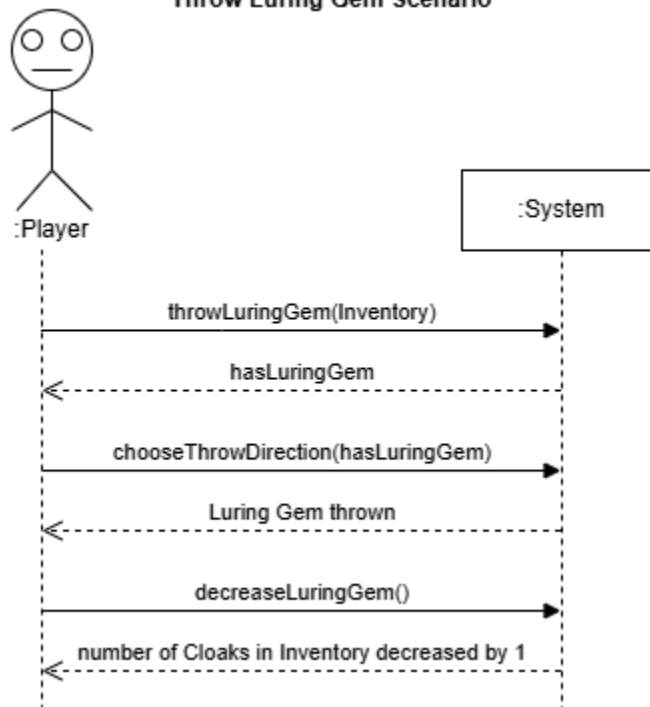 Throw Luring Gem scenario
:Player
:System
throwLuringGem(Inventory)
hasLuringGem
chooseThrowDirection(hasLuringGem)
Luring Gem thrown
decreaseLuringGem()
number of Cloaks in Inventory decreased by 1